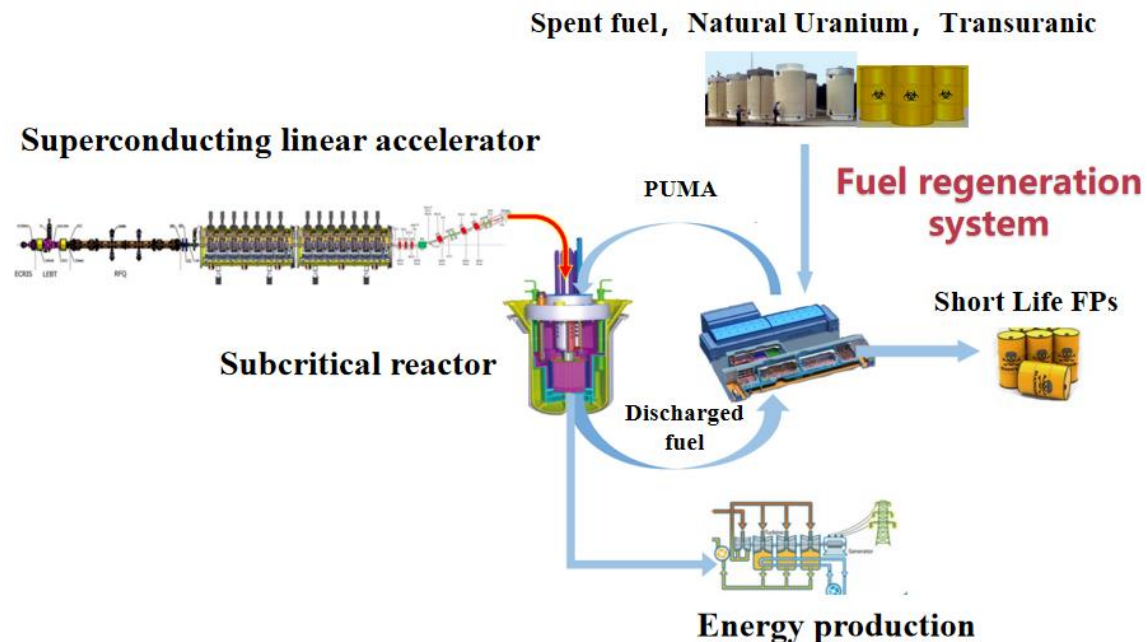 Spent fuel，Natural Uranium，Transuranic
Superconducting linear accelerator
PUMA
Fuel regeneration
system
ECRIS LEBT RFQ
Short Life FPs
Subcritical reactor
Discharged
fuel
Generator
Energy production